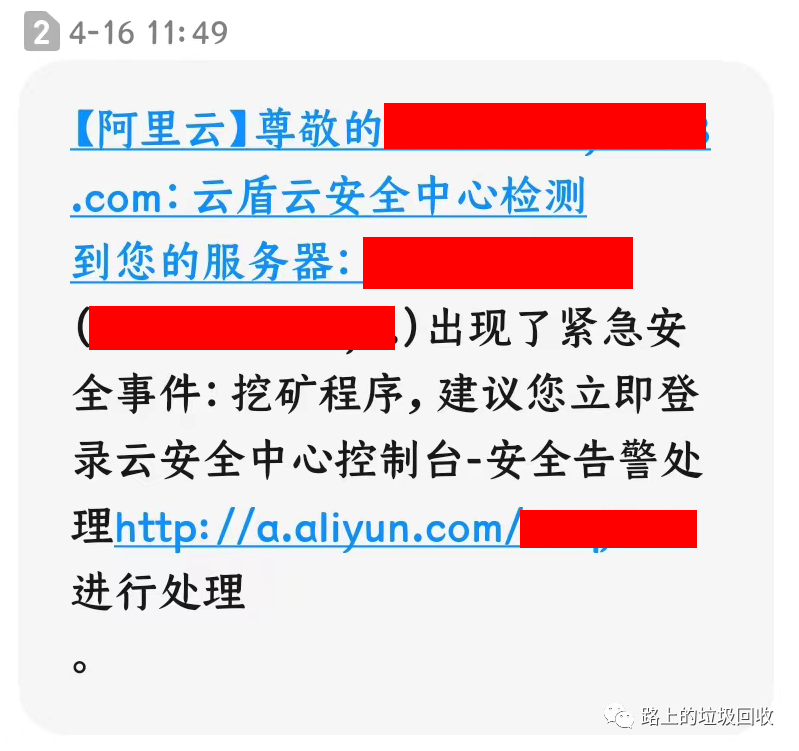 2 4-16 11:49
【阿里云】尊敬的
.com: 云盾云安全中心检测
到您的服务器:
( .)出现了紧急安
全事件: 挖矿程序, 建议您立即登
录云安全中心控制台-安全告警处
理http://a.aliyun.com/
进行处理
。
路上的垃圾回收